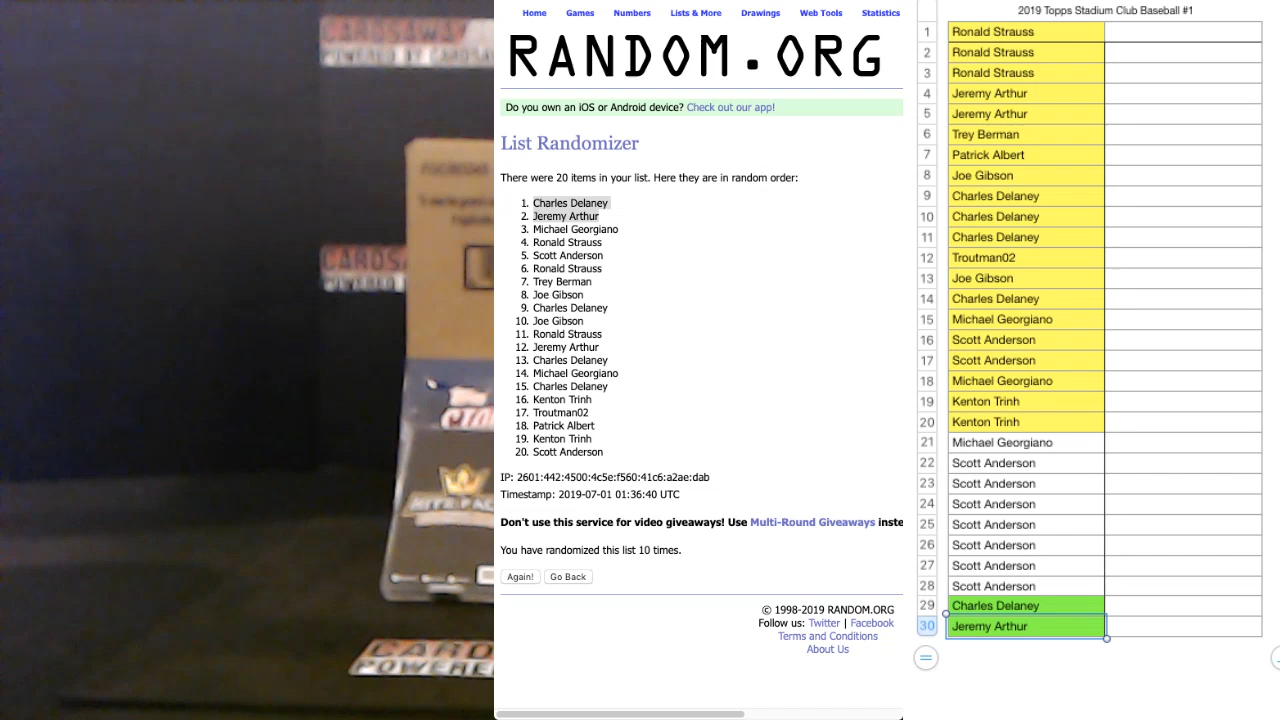 CARDSAWAY
POWERED BY CARDSAW
CARDSA
POWERED
CARDSAWA
POWERE
Home Games Numbers Lists & More Drawings Web Tools Statistics
RANDOM.ORG
Do you own an iOS or Android device? Check out our app!
List Randomizer
There were 20 items in your list. Here they are in random order:
1. Charles Delaney
2. Jeremy Arthur
3. Michael Georgiano
4. Ronald Strauss
5. Scott Anderson
6. Ronald Strauss
7. Trey Berman
8. Joe Gibson
9. Charles Delaney
10. Joe Gibson
11. Ronald Strauss
12. Jeremy Arthur
13. Charles Delaney
14. Michael Georgiano
15. Charles Delaney
16. Kenton Trinh
17. Troutman02
18. Patrick Albert
19. Kenton Trinh
20. Scott Anderson
IP: 2601:442:4500:4c5e:f560:41c6:a2ae:dab
Timestamp: 2019-07-01 01:36:40 UTC
Don't use this service for video giveaways! Use Multi-Round Giveaways inste
You have randomized this list 10 times.
Again! Go Back
© 1998-2019 RANDOM.ORG
Follow us: Twitter | Facebook
Terms and Conditions
About Us
2019 Topps Stadium Club Baseball #1
1 Ronald Strauss
2 Ronald Strauss
3 Ronald Strauss
4 Jeremy Arthur
5 Jeremy Arthur
6 Trey Berman
7 Patrick Albert
8 Joe Gibson
9 Charles Delaney
10 Charles Delaney
11 Charles Delaney
12 Troutman02
13 Joe Gibson
14 Charles Delaney
15 Michael Georgiano
16 Scott Anderson
17 Scott Anderson
18 Michael Georgiano
19 Kenton Trinh
20 Kenton Trinh
21 Michael Georgiano
22 Scott Anderson
23 Scott Anderson
24 Scott Anderson
25 Scott Anderson
26 Scott Anderson
27 Scott Anderson
28 Scott Anderson
29 Charles Delaney
30 Jeremy Arthur